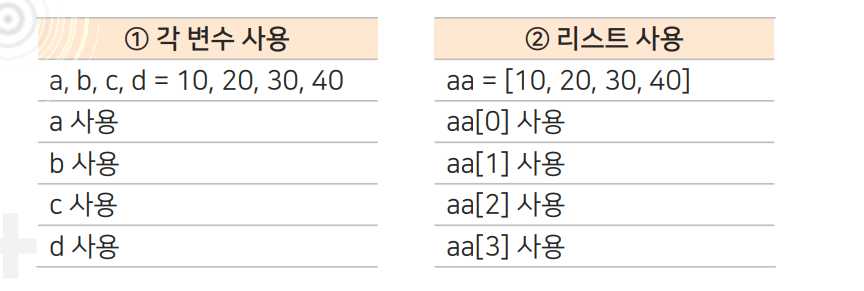 ① 각 변수 사용
a, b, c, d = 10, 20, 30, 40
a 사용
b 사용
c 사용
d 사용
② 리스트 사용
aa = [10, 20, 30, 40]
aa[0] 사용
aa[1] 사용
aa[2] 사용
aa[3] 사용